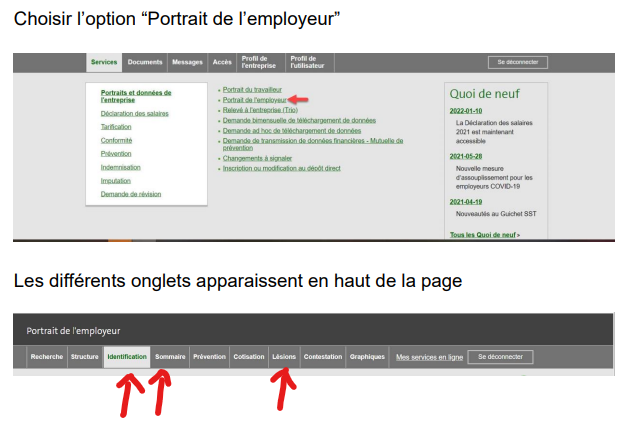 Choisir l’option “Portrait de l’employeur”
Services Documents Messages Accès Profil de l'entreprise Profil de l'utilisateur Se déconnecter
Portraits et données de l'entreprise
Déclaration des salaires
Tarification
Conformité
Prévention
Indemnisation
Imputation
Demande de révision
Portrait du travailleur
Portrait de l'employeur
Relevé à l'entreprise (Trio)
Demande bimensuelle de téléchargement de données
Demande ad hoc de téléchargement de données
Demande de transmission de données financières - Mutuelle de
prévention
Changements à signaler
Inscription ou modification au dépôt direct
Quoi de neuf
2022-01-10
La Déclaration des salaires
2021 est maintenant
accessible
2021-05-28
Nouvelle mesure
d'assouplissement pour les
employeurs COVID-19
2021-04-19
Nouveautés au Guichet SST
Tous les Quoi de neuf
Les différents onglets apparaissent en haut de la page
Portrait de l'employeur
Recherche Structure Identification Sommaire Prévention Cotisation Lésions Contestation Graphiques Mes services en ligne Se déconnecter